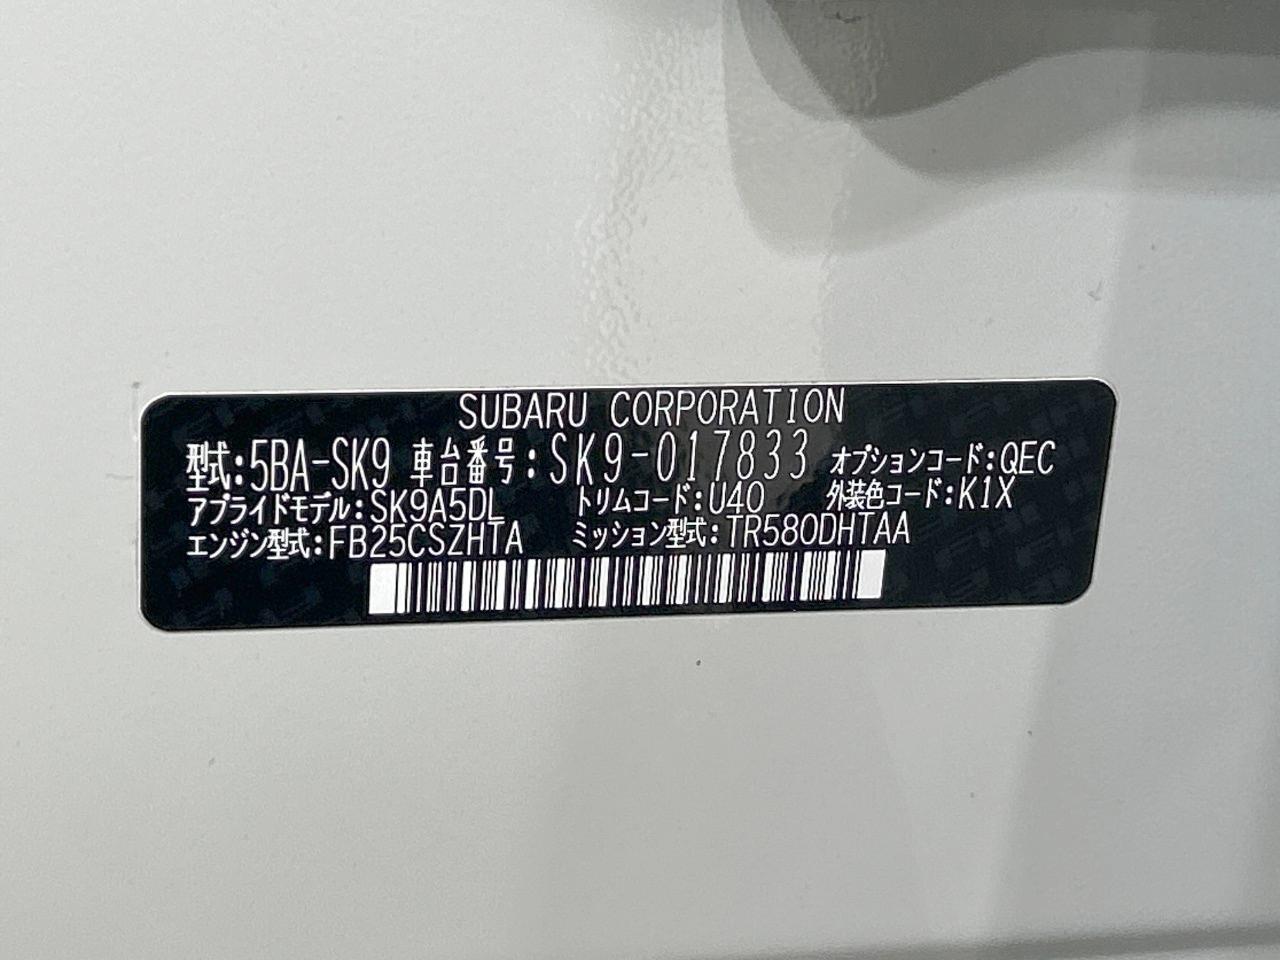 SUBARU CORPORATION
型式:5BA-SK9 車台番号:SK9-017833 オプションコード:QEC
アプライドモデル:SK9A5DL トリムコード:U40 外装色コード:K1X
エンジン型式:FB25CSZHTA ミッション型式:TR580DHTAA